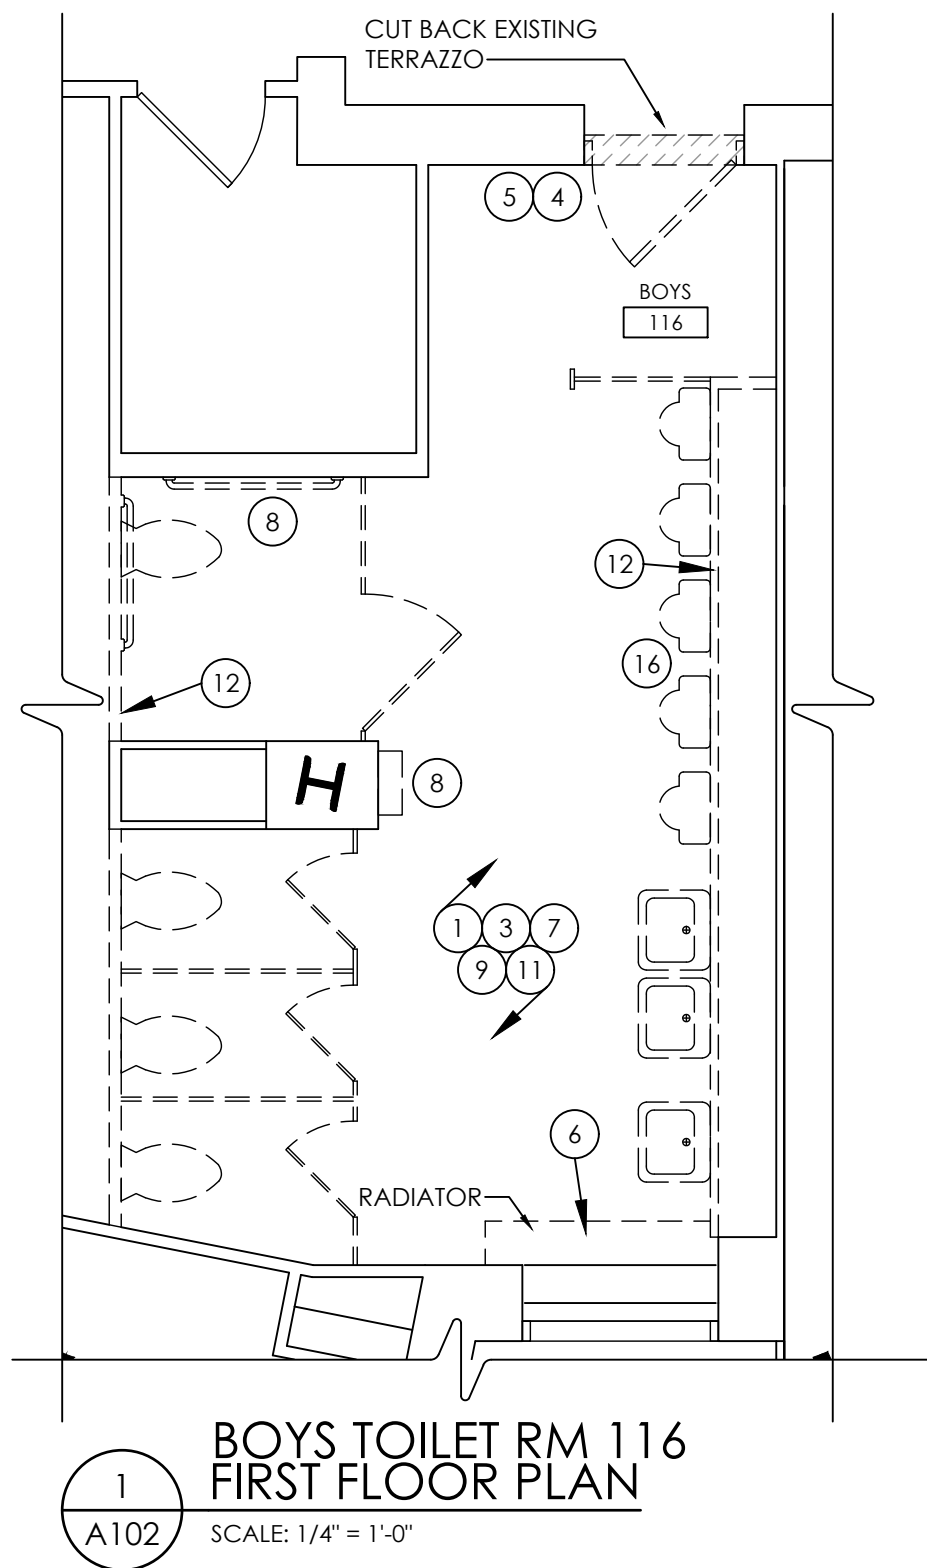 CUT BACK EXISTING
TERRAZZO
5 4
BOYS
116
8
12
16
12
H
8
1 3 7
9 11
6
RADIATOR
BOYS TOILET RM 116
FIRST FLOOR PLAN
1
A102
SCALE: 1/4" = 1'-0"